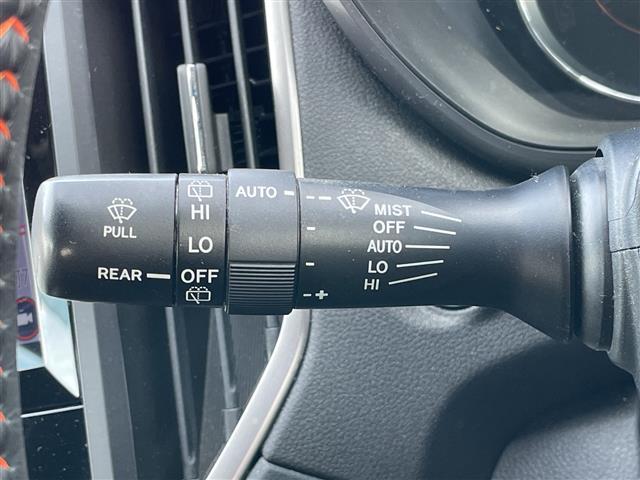 PULL
REAR
HI
LO
OFF
AUTO
- +
MIST
OFF
AUTO
LO
HI